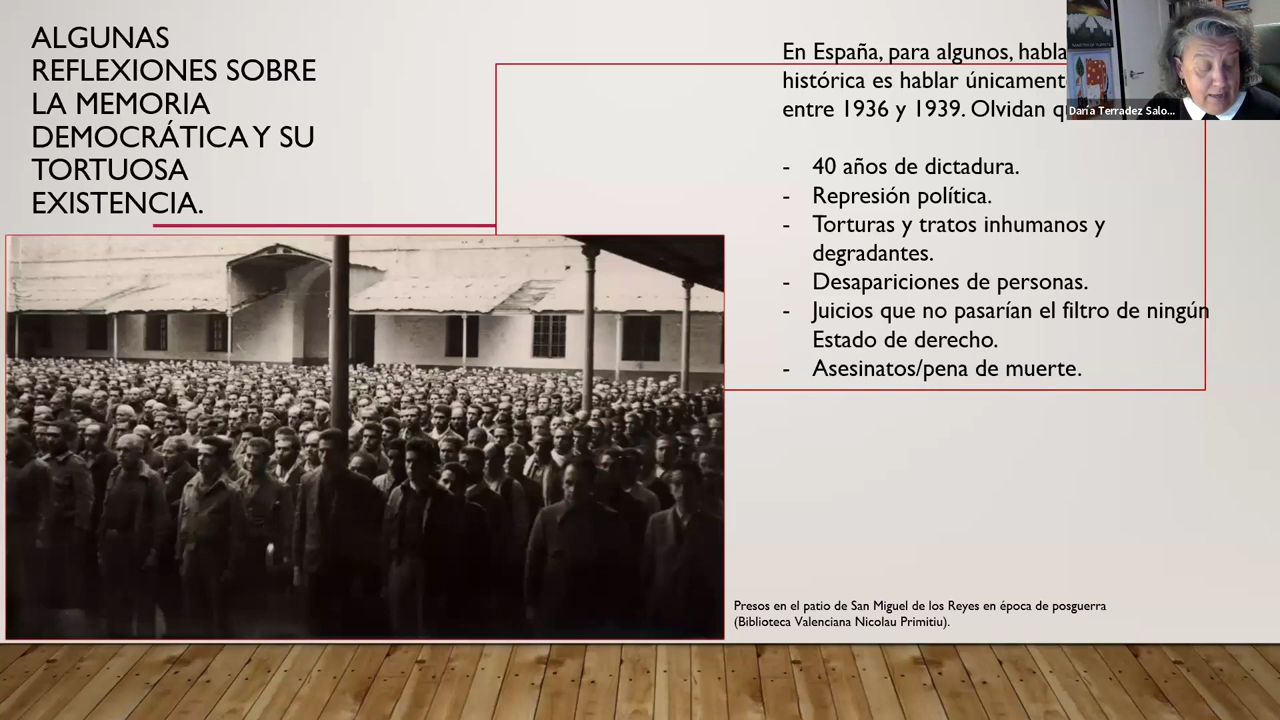 ALGUNAS
REFLEXIONES SOBRE
LA MEMORIA
DEMOCRÁTICA Y SU
TORTUOSA
EXISTENCIA.
En España, para algunos,
histórica es hablar
entre 1936 y 1939. Olvidan
- 40 años de dictadura.
- Represión política.
- Torturas y tratos inhumanos y
degradantes.
- Desapariciones de personas.
- Juicios que no pasarían el filtro de ningún
Estado de derecho.
- Asesinatos/pena de muerte.
Presos en el patio de San Miguel de los Reyes en época de posguerra
(Biblioteca Valenciana Nicolau Primitiu).
Daría Terradez Salo...